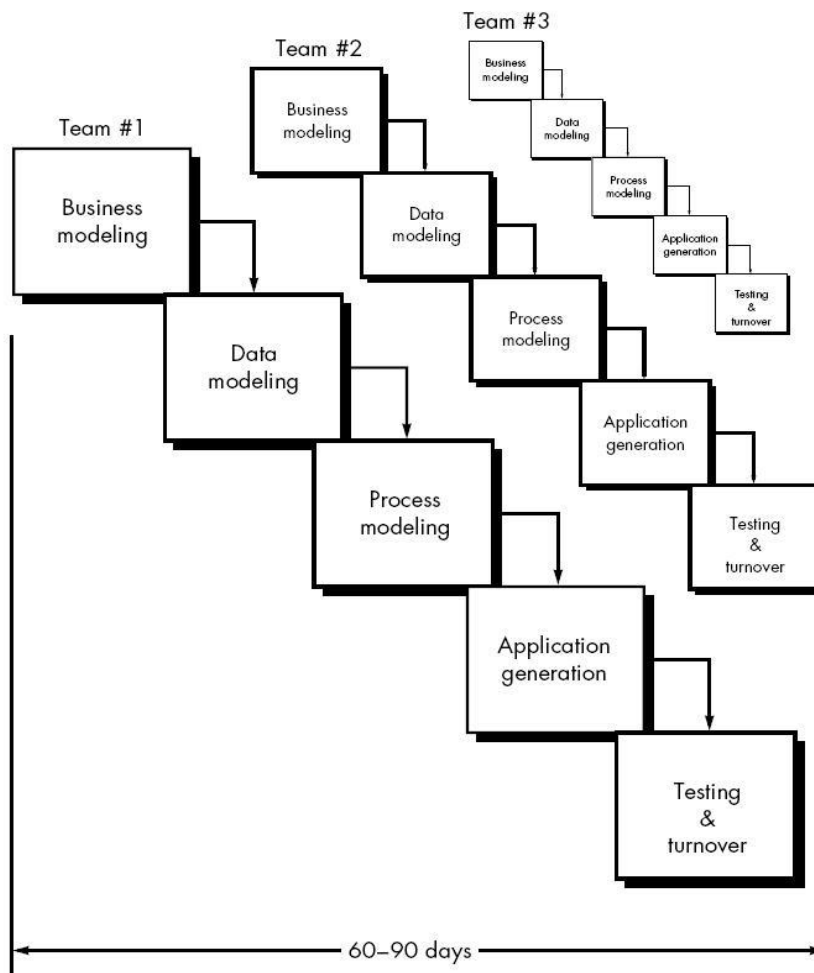 Team #1
Business
modeling
Data
modeling
Process
modeling
Application
generation
Testing
&
turnover
Team #2
Business
modeling
Data
modeling
Process
modeling
Application
generation
Testing
&
turnover
Team #3
Business
modeling
Data
modeling
Process
modeling
Application
generation
Testing
&
turnover
60–90 days